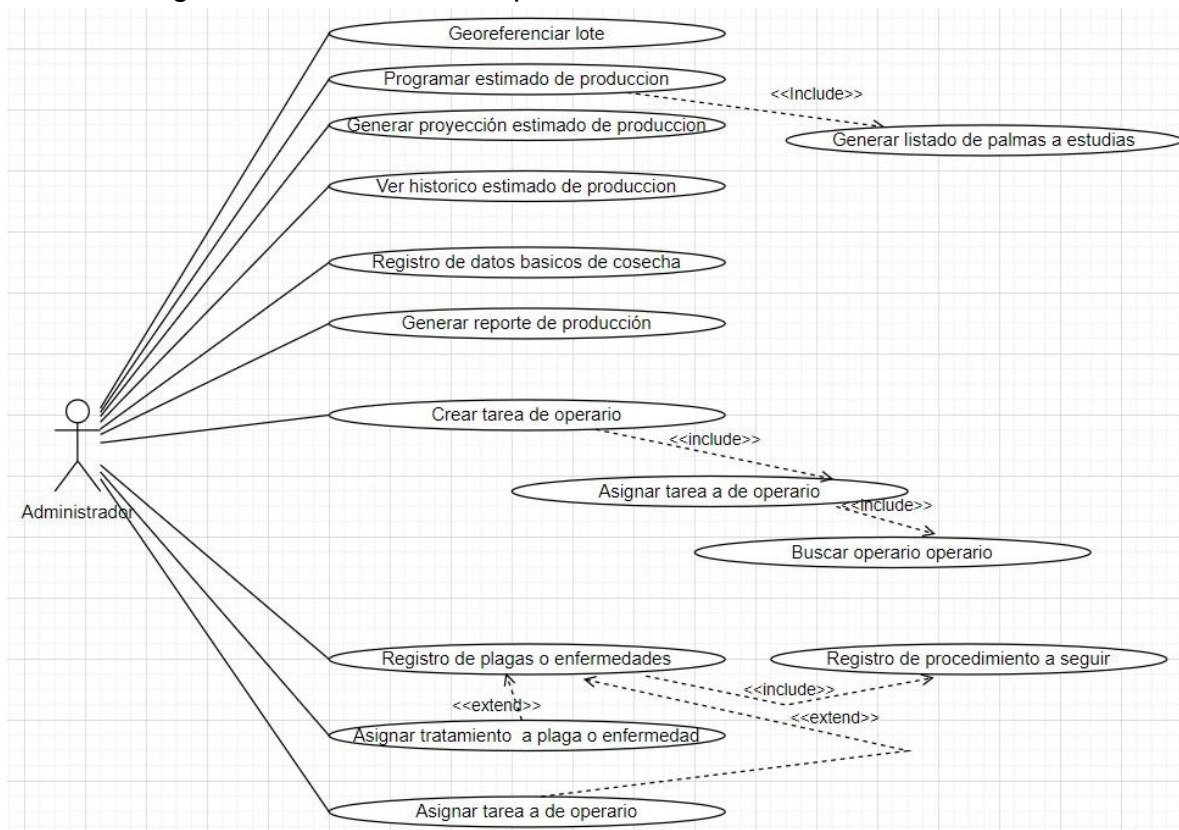 Georeferenciar lote
Programar estimado de produccion
<<Include>>
Generar proyección estimado de produccion
Generar listado de palmas a estudias
Ver historico estimado de produccion
Registro de datos basicos de cosecha
Generar reporte de producción
Crear tarea de operario
<<include>>
Asignar tarea a de operario
<<include>>
Administrador
Buscar operario operario
Registro de plagas o enfermedades
Registro de procedimiento a seguir
<<include>>
<<extend>>
<<extend>>
Asignar tratamiento a plaga o enfermedad
Asignar tarea a de operario